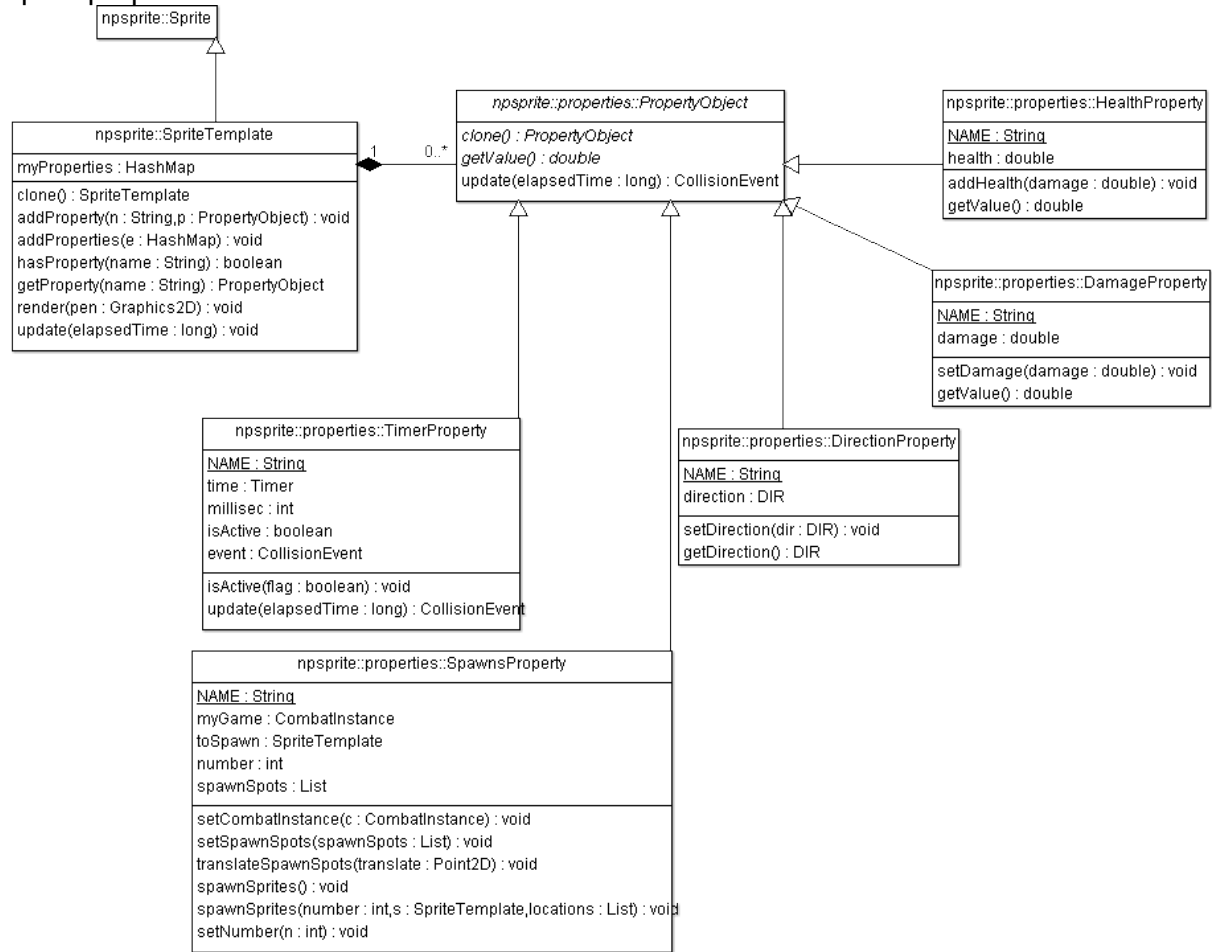 npsprite::Sprite
npsprite::SpriteTemplate
myProperties : HashMap
clone() : SpriteTemplate
addProperty(n : String,p : PropertyObject) : void
addProperties(e : HashMap) : void
hasProperty(name : String) : boolean
getProperty(name : String) : PropertyObject
render(pen : Graphics2D) : void
update(elapsedTime : long) : void
1
0..*
npsprite::properties::PropertyObject
clone() : PropertyObject
getValue() : double
update(elapsedTime : long) : CollisionEvent
npsprite::properties::HealthProperty
NAME : String
health : double
addHealth(damage : double) : void
getValue() : double
npsprite::properties::DamageProperty
NAME : String
damage : double
setDamage(damage : double) : void
getValue() : double
npsprite::properties::TimerProperty
NAME : String
time : Timer
millisec : int
isActive : boolean
event : CollisionEvent
isActive(flag : boolean) : void
update(elapsedTime : long) : CollisionEvent
npsprite::properties::DirectionProperty
NAME : String
direction : DIR
setDirection(dir : DIR) : void
getDirection() : DIR
npsprite::properties::SpawnsProperty
NAME : String
myGame : CombatInstance
toSpawn : SpriteTemplate
number : int
spawnSpots : List
setCombatInstance(c : CombatInstance) : void
setSpawnSpots(spawnSpots : List) : void
translateSpawnSpots(translate : Point2D) : void
spawnSprites() : void
spawnSprites(number : int,s : SpriteTemplate,locations : List) : void
setNumber(n : int) : void